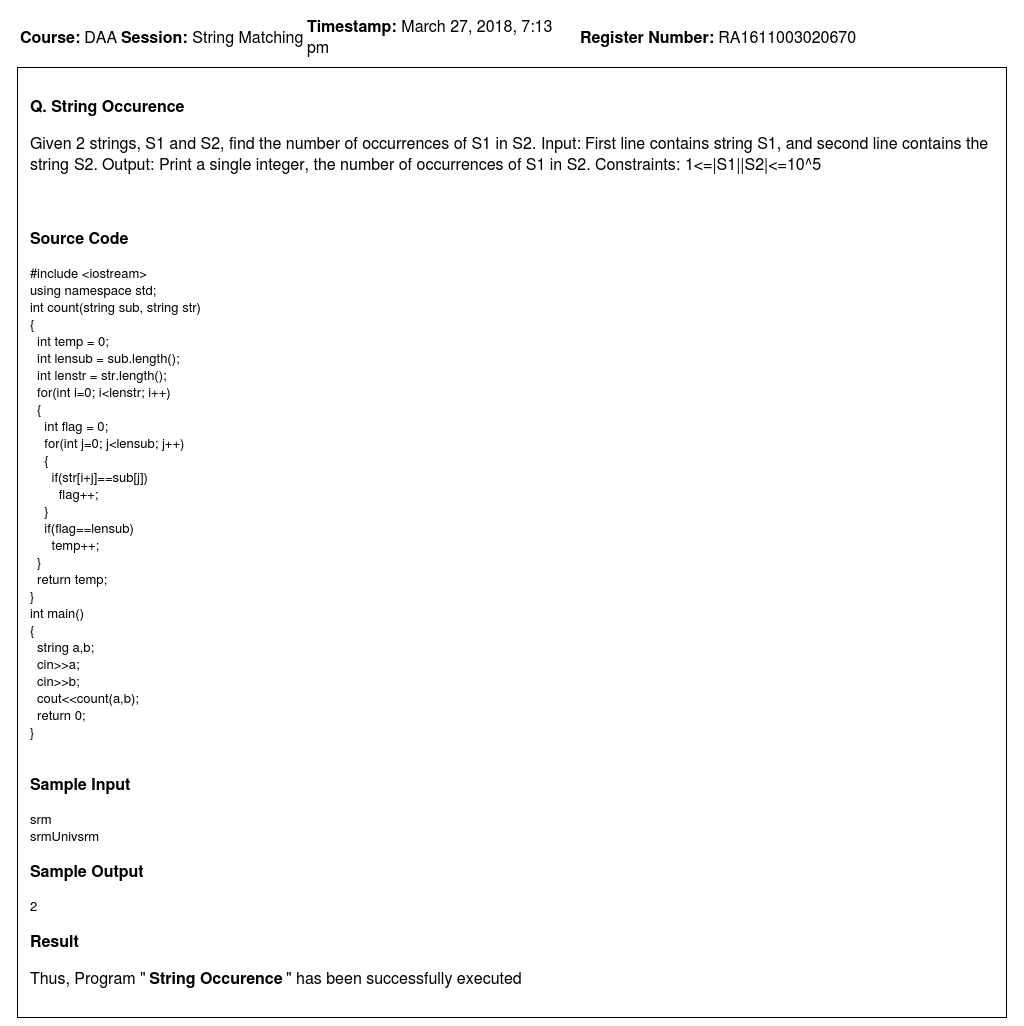 Course: DAA Session: String Matching Timestamp: March 27, 2018, 7:13 pm Register Number: RA1611003020670
Q. String Occurence
Given 2 strings, S1 and S2, find the number of occurrences of S1 in S2. Input: First line contains string S1, and second line contains the
string S2. Output: Print a single integer, the number of occurrences of S1 in S2. Constraints: 1<=|S1||S2|<=10^5
Source Code
#include <iostream>
using namespace std;
int count(string sub, string str)
{
  int temp = 0;
  int lensub = sub.length();
  int lenstr = str.length();
  for(int i=0; i<lenstr; i++)
  {
    int flag = 0;
    for(int j=0; j<lensub; j++)
    {
      if(str[i+j]==sub[j])
        flag++;
    }
    if(flag==lensub)
      temp++;
  }
  return temp;
}
int main()
{
  string a,b;
  cin>>a;
  cin>>b;
  cout<<count(a,b);
  return 0;
}
Sample Input
srm
srmUnivsrm
Sample Output
2
Result
Thus, Program " String Occurence " has been successfully executed